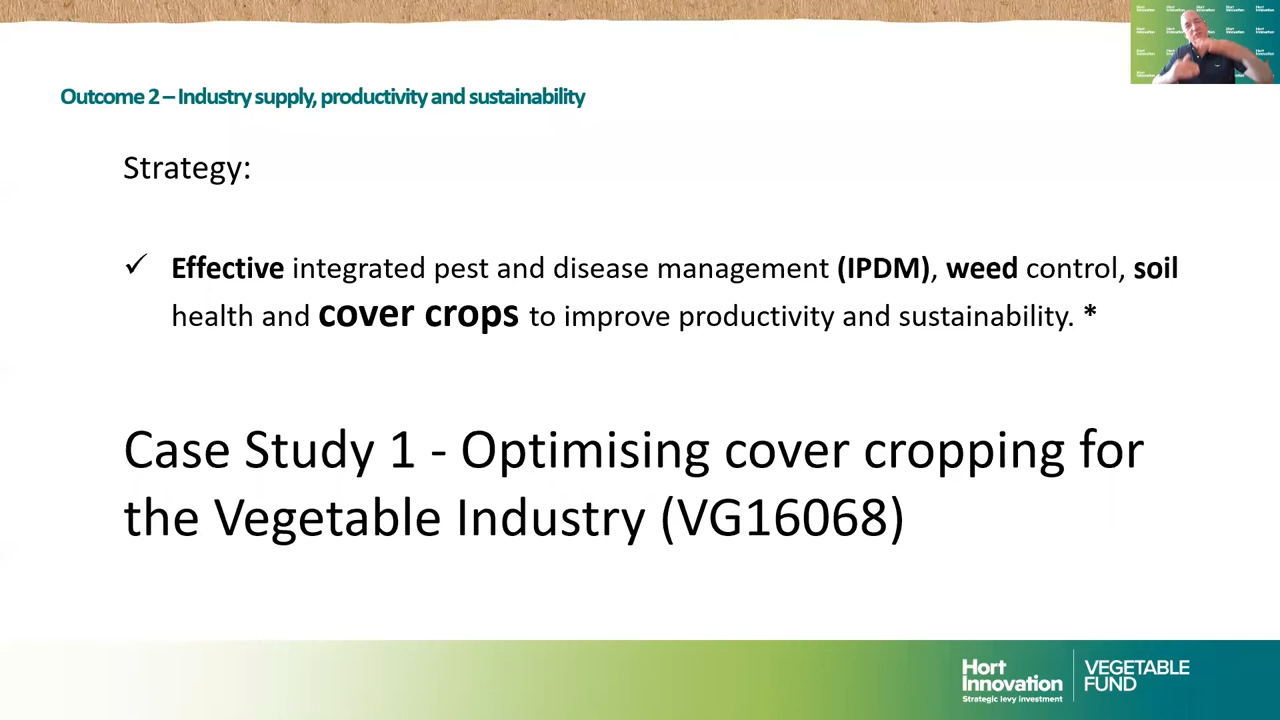 Outcome 2 – Industry supply, productivity and sustainability
Strategy:
✓ Effective integrated pest and disease management (IPDM), weed control, soil
health and cover crops to improve productivity and sustainability. *
Case Study 1 - Optimising cover cropping for
the Vegetable Industry (VG16068)
Hort
Innovation
Strategic levy investment
VEGETABLE
FUND